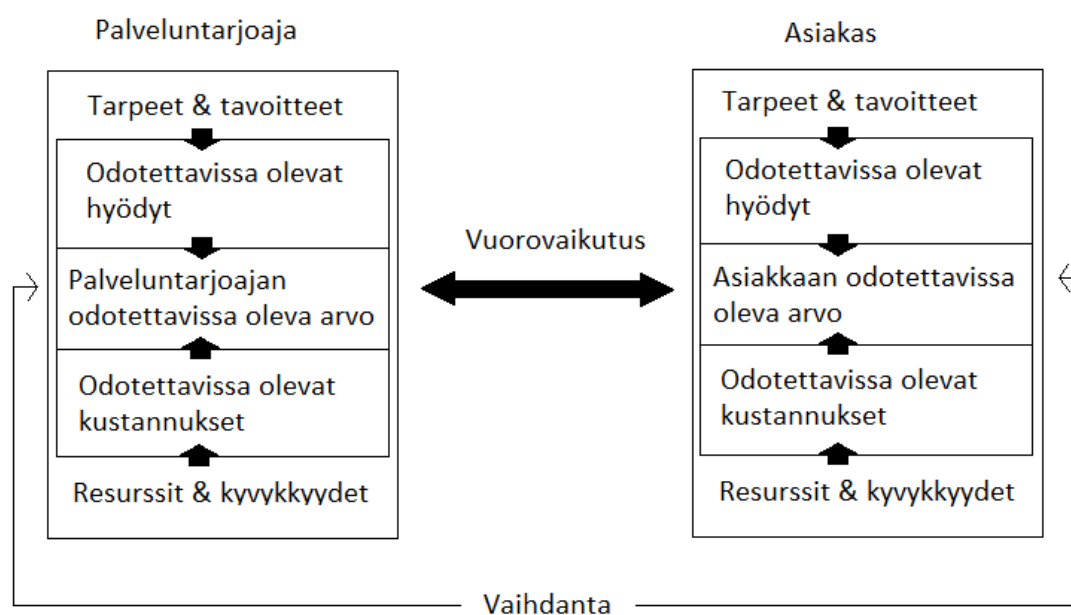 Palveluntarjoaja
Tarpeet & tavoitteet
Odotettavissa olevat
hyödyt
Palveluntarjoajan
odotettavissa oleva arvo
Odotettavissa olevat
kustannukset
Resurssit & kyvykkyydet
Vuorovaikutus
Asiakas
Tarpeet & tavoitteet
Odotettavissa olevat
hyödyt
Asiakkaan odotettavissa
oleva arvo
Odotettavissa olevat
kustannukset
Resurssit & kyvykkyydet
Vaihdanta